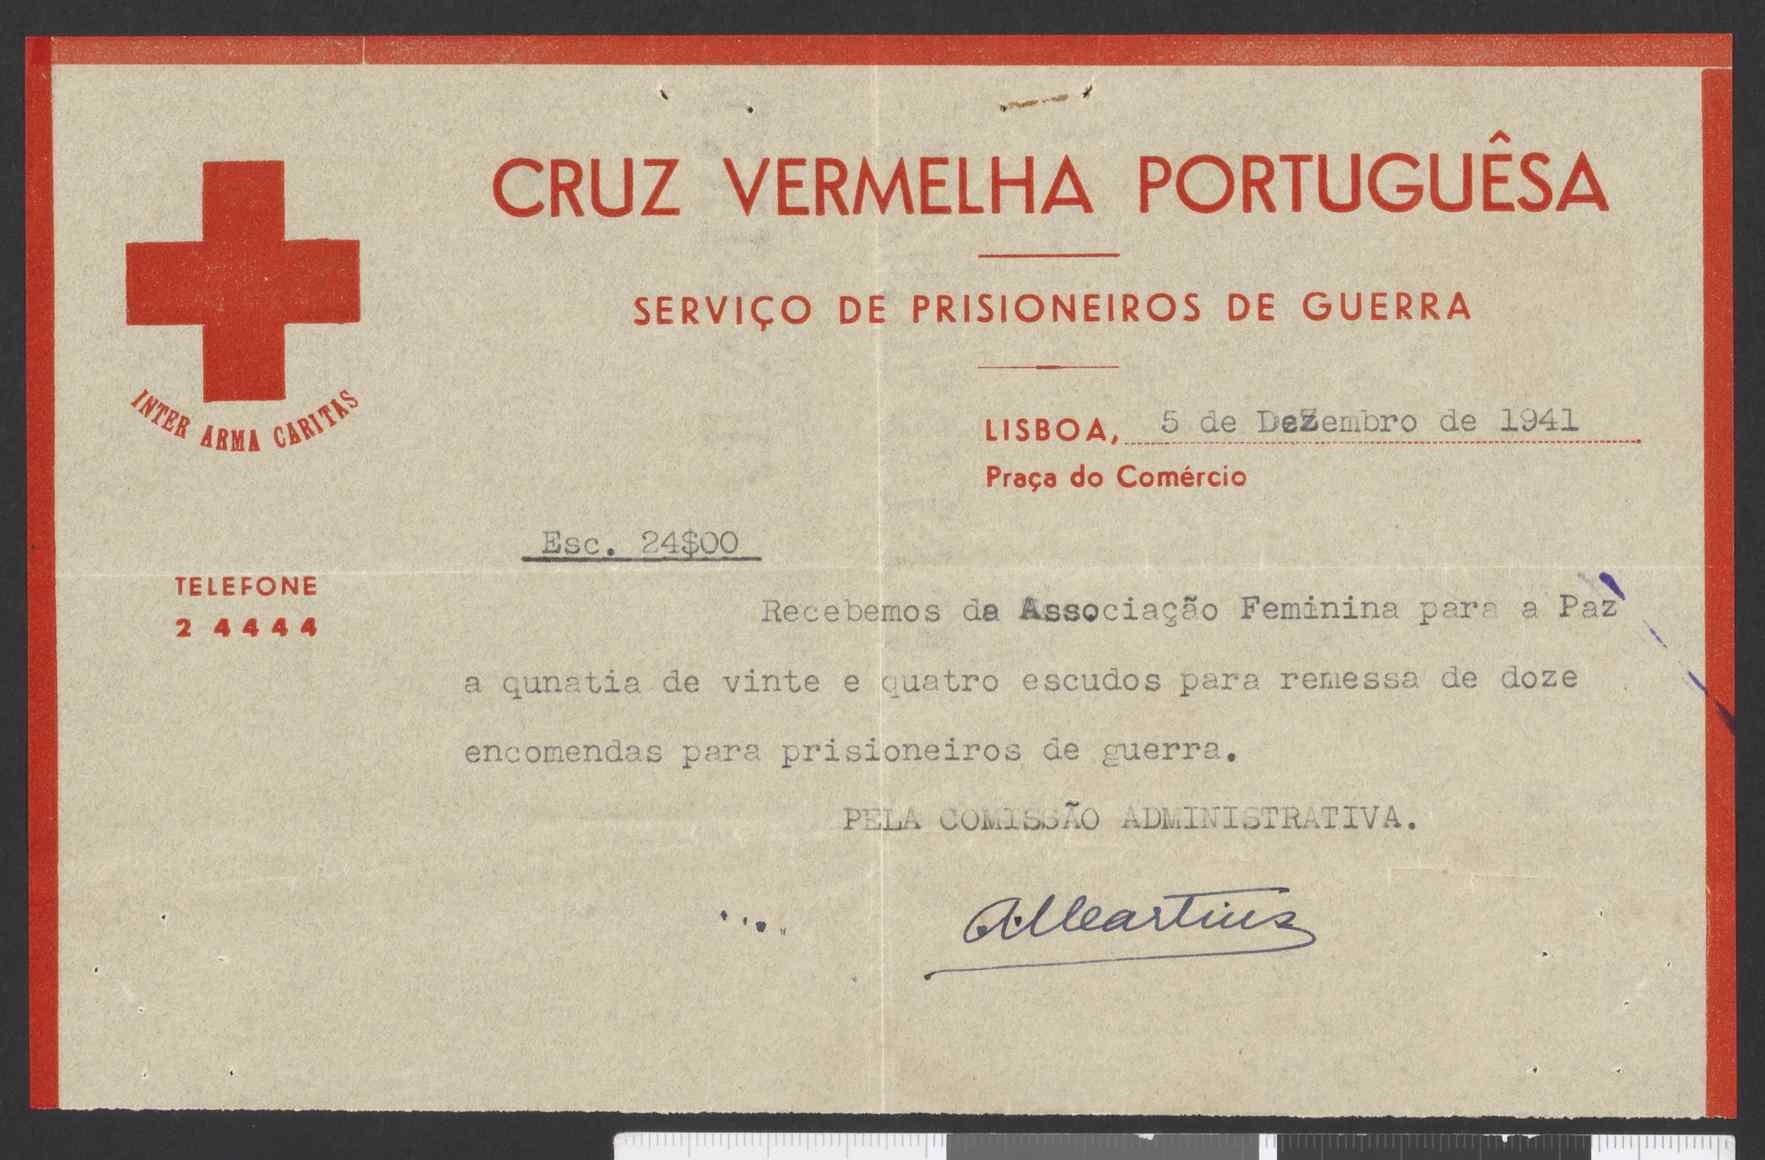 CRUZ VERMELHA PORTUGUÊSA
SERVIÇO DE PRISIONEIROS DE GUERRA
INTER ARMA CARITAS
LISBOA, 5 de DeZembro de 1941
Praça do Comércio
Esc. 24$00
TELEFONE
2 4444
Recebemos da Associação Feminina para a Paz
a qunatia de vinte e quatro escudos para remessa de doze
encomendas para prisioneiros de guerra.
PELA COMISSÃO ADMINISTRATIVA.
A. Martins